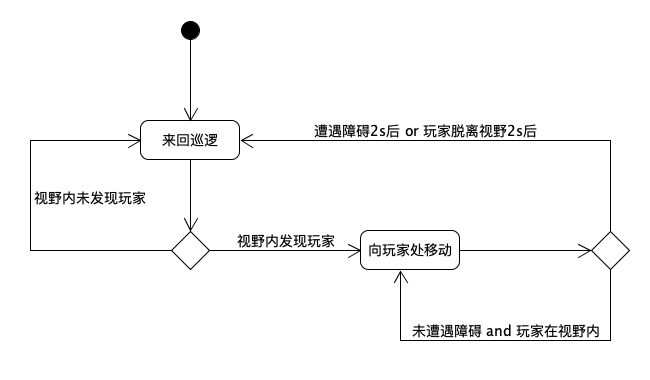 来回巡逻
遭遇障碍2s后 or 玩家脱离视野2s后
视野内未发现玩家
视野内发现玩家
向玩家处移动
未遭遇障碍 and 玩家在视野内